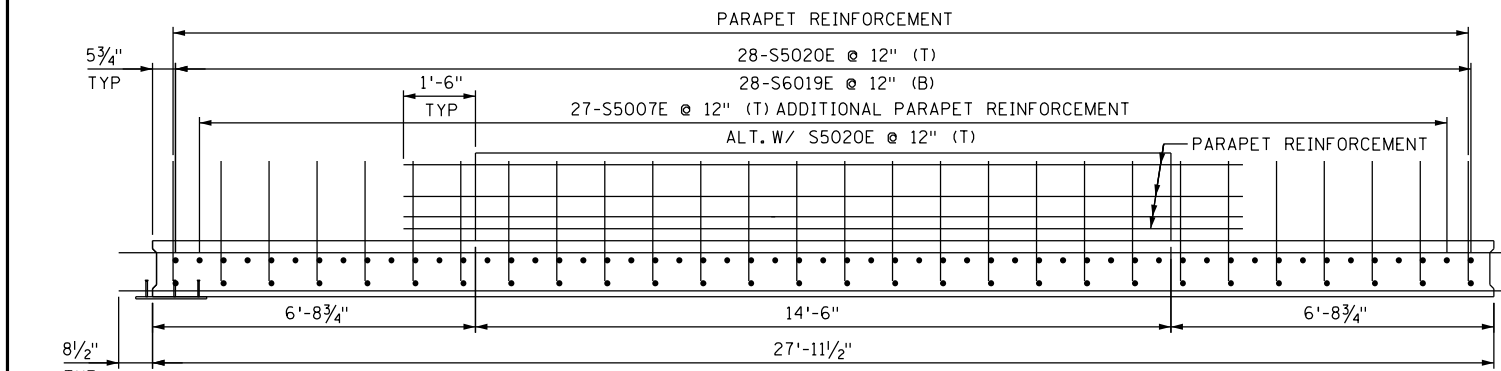 PARAPET REINFORCEMENT
5¾"
TYP
28-S5020E @ 12" (T)
28-S6019E @ 12" (B)
1'-6"
TYP
27-S5007E @ 12" (T) ADDITIONAL PARAPET REINFORCEMENT
ALT. W/ S5020E @ 12" (T)
PARAPET REINFORCEMENT
6'-8¾"
14'-6"
6'-8¾"
8½"
27'-11½"